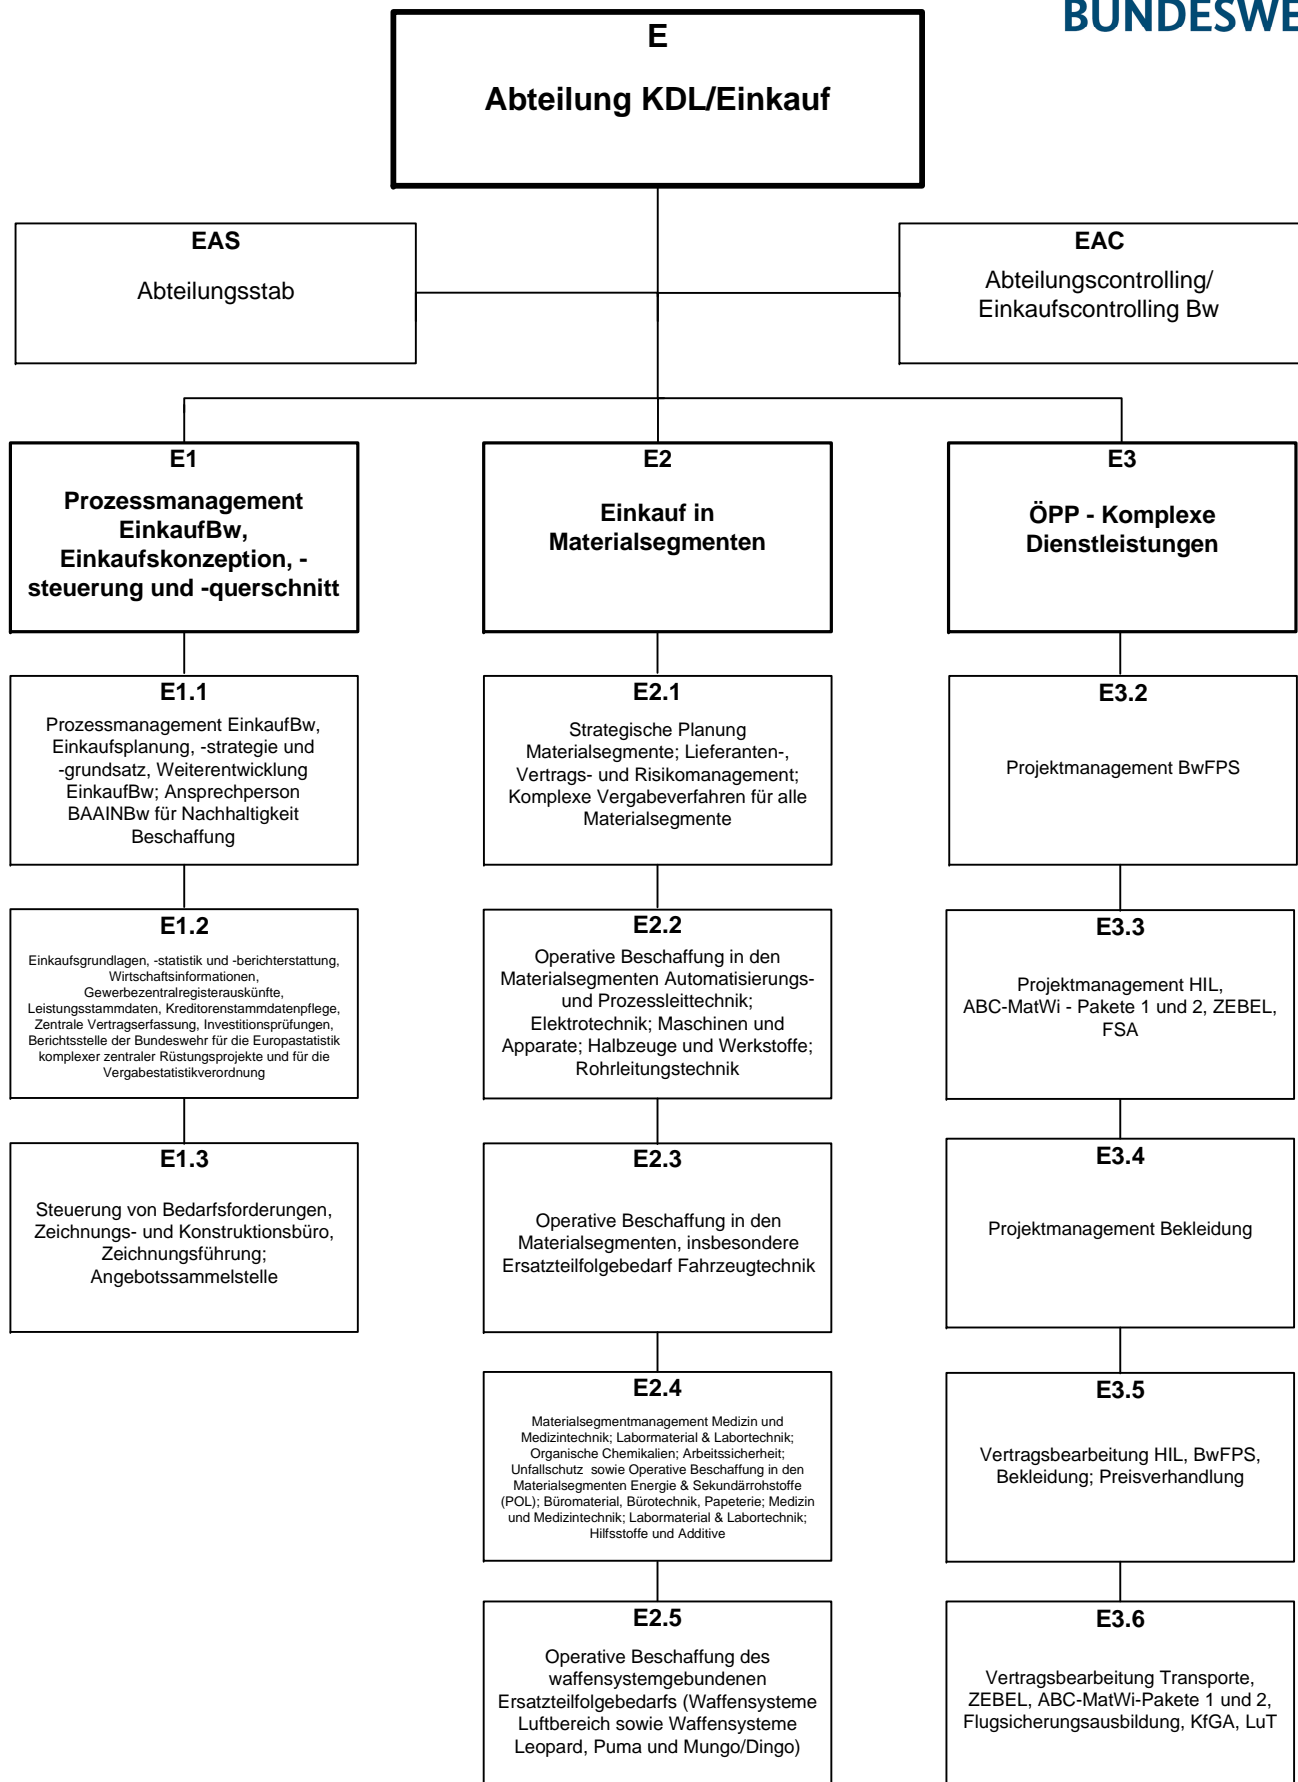 BUNDESWE
E
Abteilung KDL/Einkauf
EAS
Abteilungsstab
EAC
Abteilungscontrolling/
Einkaufscontrolling Bw
E1
Prozessmanagement
EinkaufBw,
Einkaufskonzeption, -
steuerung und -querschnitt
E2
Einkauf in
Materialsegmenten
E3
ÖPP - Komplexe
Dienstleistungen
E1.1
Prozessmanagement EinkaufBw,
Einkaufsplanung, -strategie und
-grundsatz, Weiterentwicklung
EinkaufBw; Ansprechperson
BAAINBw für Nachhaltigkeit
Beschaffung
E2.1
Strategische Planung
Materialsegmente; Lieferanten-,
Vertrags- und Risikomanagement;
Komplexe Vergabeverfahren für alle
Materialsegmente
E3.2
Projektmanagement BwFPS
E1.2
Einkaufsgrundlagen, -statistik und -berichterstattung,
Wirtschaftsinformationen,
Gewerbezentralregisterauskünfte,
Leistungsstammdaten, Kreditorenstammdatenpflege,
Zentrale Vertragserfassung, Investitionsprüfungen,
Berichtsstelle der Bundeswehr für die Europastatistik
komplexer zentraler Rüstungsprojekte und für die
Vergabestatistikverordnung
E2.2
Operative Beschaffung in den
Materialsegmenten Automatisierungs-
und Prozessleittechnik;
Elektrotechnik; Maschinen und
Apparate; Halbzeuge und Werkstoffe;
Rohrleitungstechnik
E3.3
Projektmanagement HIL,
ABC-MatWi - Pakete 1 und 2, ZEBEL,
FSA
E1.3
Steuerung von Bedarfsforderungen,
Zeichnungs- und Konstruktionsbüro,
Zeichnungsführung;
Angebotssammelstelle
E2.3
Operative Beschaffung in den
Materialsegmenten, insbesondere
Ersatzteilfolgebedarf Fahrzeugtechnik
E3.4
Projektmanagement Bekleidung
E2.4
Materialsegmentmanagement Medizin und
Medizintechnik; Labormaterial & Labortechnik;
Organische Chemikalien; Arbeitssicherheit;
Unfallschutz  sowie Operative Beschaffung in den
Materialsegmenten Energie & Sekundärrohstoffe
(POL); Büromaterial, Bürotechnik, Papeterie; Medizin
und Medizintechnik; Labormaterial & Labortechnik;
Hilfsstoffe und Additive
E3.5
Vertragsbearbeitung HIL, BwFPS,
Bekleidung; Preisverhandlung
E2.5
Operative Beschaffung des
waffensystemgebundenen
Ersatzteilfolgebedarfs (Waffensysteme
Luftbereich sowie Waffensysteme
Leopard, Puma und Mungo/Dingo)
E3.6
Vertragsbearbeitung Transporte,
ZEBEL, ABC-MatWi-Pakete 1 und 2,
Flugsicherungsausbildung, KfGA, LuT